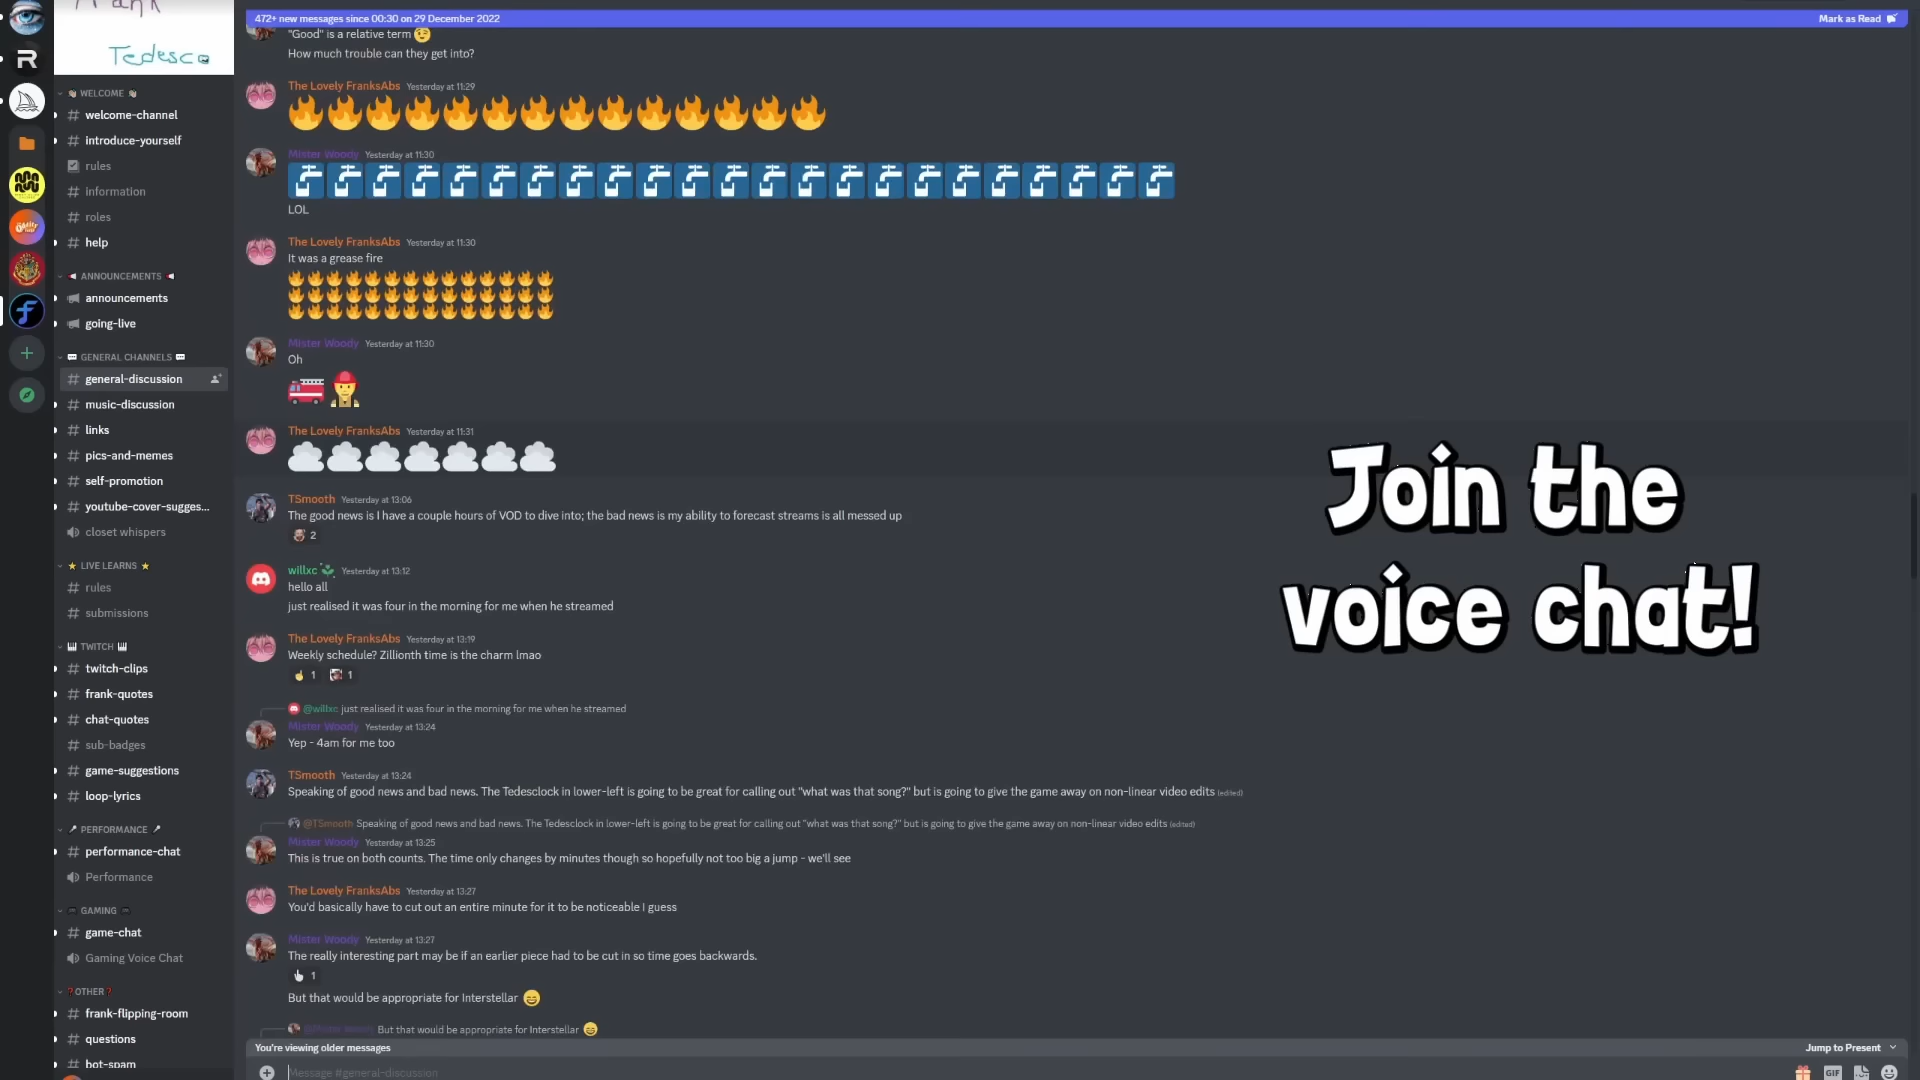 Frank
Tedesco
WELCOME
welcome-channel
introduce-yourself
rules
information
roles
help
ANNOUNCEMENTS
announcements
going-live
GENERAL CHANNELS
general-discussion
music-discussion
links
pics-and-memes
self-promotion
youtube-cover-sugges...
closet whispers
LIVE LEARNS
rules
submissions
TWITCH
twitch-clips
frank-quotes
chat-quotes
sub-badges
game-suggestions
loop-lyrics
PERFORMANCE
performance-chat
Performance
GAMING
game-chat
Gaming Voice Chat
OTHER
frank-flipping-room
questions
bot-spam
472+ new messages since 00:30 on 29 December 2022
Mark as Read
"Good" is a relative term 😉
How much trouble can they get into?
The Lovely FranksAbs Yesterday at 11:29
🔥🔥🔥🔥🔥🔥🔥🔥🔥🔥🔥🔥🔥🔥
Mister Woody Yesterday at 11:30
🚰🚰🚰🚰🚰🚰🚰🚰🚰🚰🚰🚰🚰🚰🚰🚰🚰🚰🚰🚰🚰🚰🚰
LOL
The Lovely FranksAbs Yesterday at 11:30
It was a grease fire
🔥🔥🔥🔥🔥🔥🔥🔥🔥🔥🔥🔥🔥🔥
🔥🔥🔥🔥🔥🔥🔥🔥🔥🔥🔥🔥🔥🔥
🔥🔥🔥🔥🔥🔥🔥🔥🔥🔥🔥🔥🔥🔥
Mister Woody Yesterday at 11:30
Oh
🚒🧑‍🚒
The Lovely FranksAbs Yesterday at 11:31
☁️☁️☁️☁️☁️☁️☁️
TSmooth Yesterday at 13:06
The good news is I have a couple hours of VOD to dive into; the bad news is my ability to forecast streams is all messed up
2
willxc Yesterday at 13:12
hello all
just realised it was four in the morning for me when he streamed
The Lovely FranksAbs Yesterday at 13:19
Weekly schedule? Zillionth time is the charm lmao
1 1
@willxc just realised it was four in the morning for me when he streamed
Mister Woody Yesterday at 13:24
Yep - 4am for me too
TSmooth Yesterday at 13:24
Speaking of good news and bad news. The Tedesclock in lower-left is going to be great for calling out "what was that song?" but is going to give the game away on non-linear video edits (edited)
@TSmooth Speaking of good news and bad news. The Tedesclock in lower-left is going to be great for calling out "what was that song?" but is going to give the game away on non-linear video edits (edited)
Mister Woody Yesterday at 13:25
This is true on both counts. The time only changes by minutes though so hopefully not too big a jump - we'll see
The Lovely FranksAbs Yesterday at 13:27
You'd basically have to cut out an entire minute for it to be noticeable I guess
Mister Woody Yesterday at 13:27
The really interesting part may be if an earlier piece had to be cut in so time goes backwards.
1
But that would be appropriate for Interstellar 😄
@Mister Woody But that would be appropriate for Interstellar 😄
You're viewing older messages
Jump to Present
Message #general-discussion
GIF
Join the
voice chat!